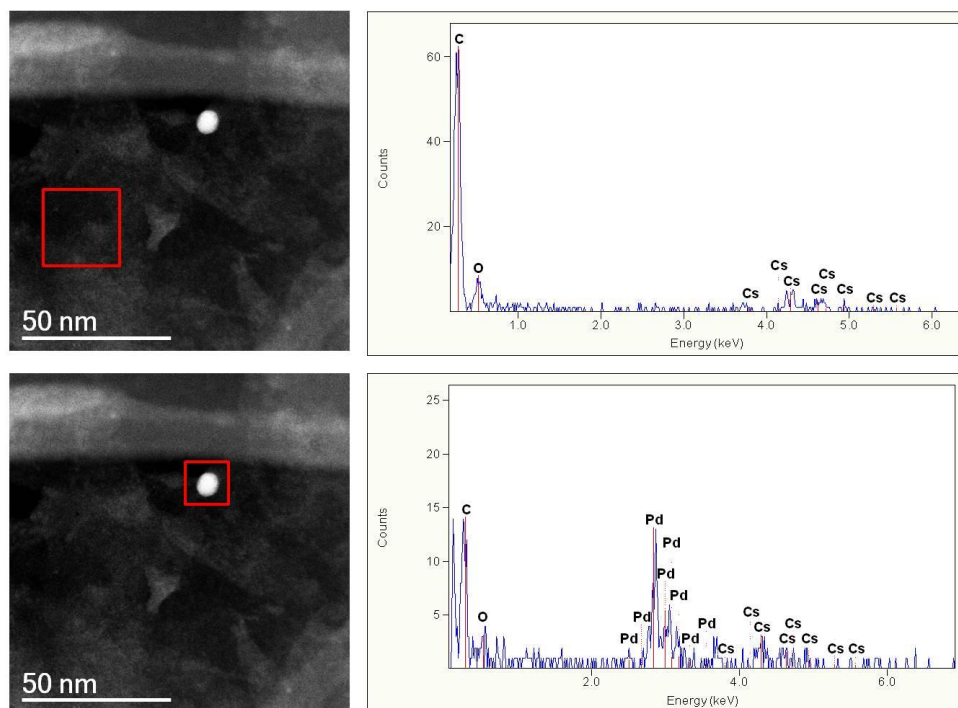 50 nm
60
40
20
Counts
C
O
Cs
Cs
Cs
Cs
Cs
Cs
Cs
Cs
1.0 2.0 3.0 4.0 5.0 6.0
Energy (keV)
50 nm
25
20
15
10
5
Counts
C
O
Pd
Pd
Pd
Pd
Pd
Pd
Pd
Pd
Cs
Cs
Cs
Cs
Cs
Cs
Cs
Cs
2.0 4.0 6.0
Energy (keV)